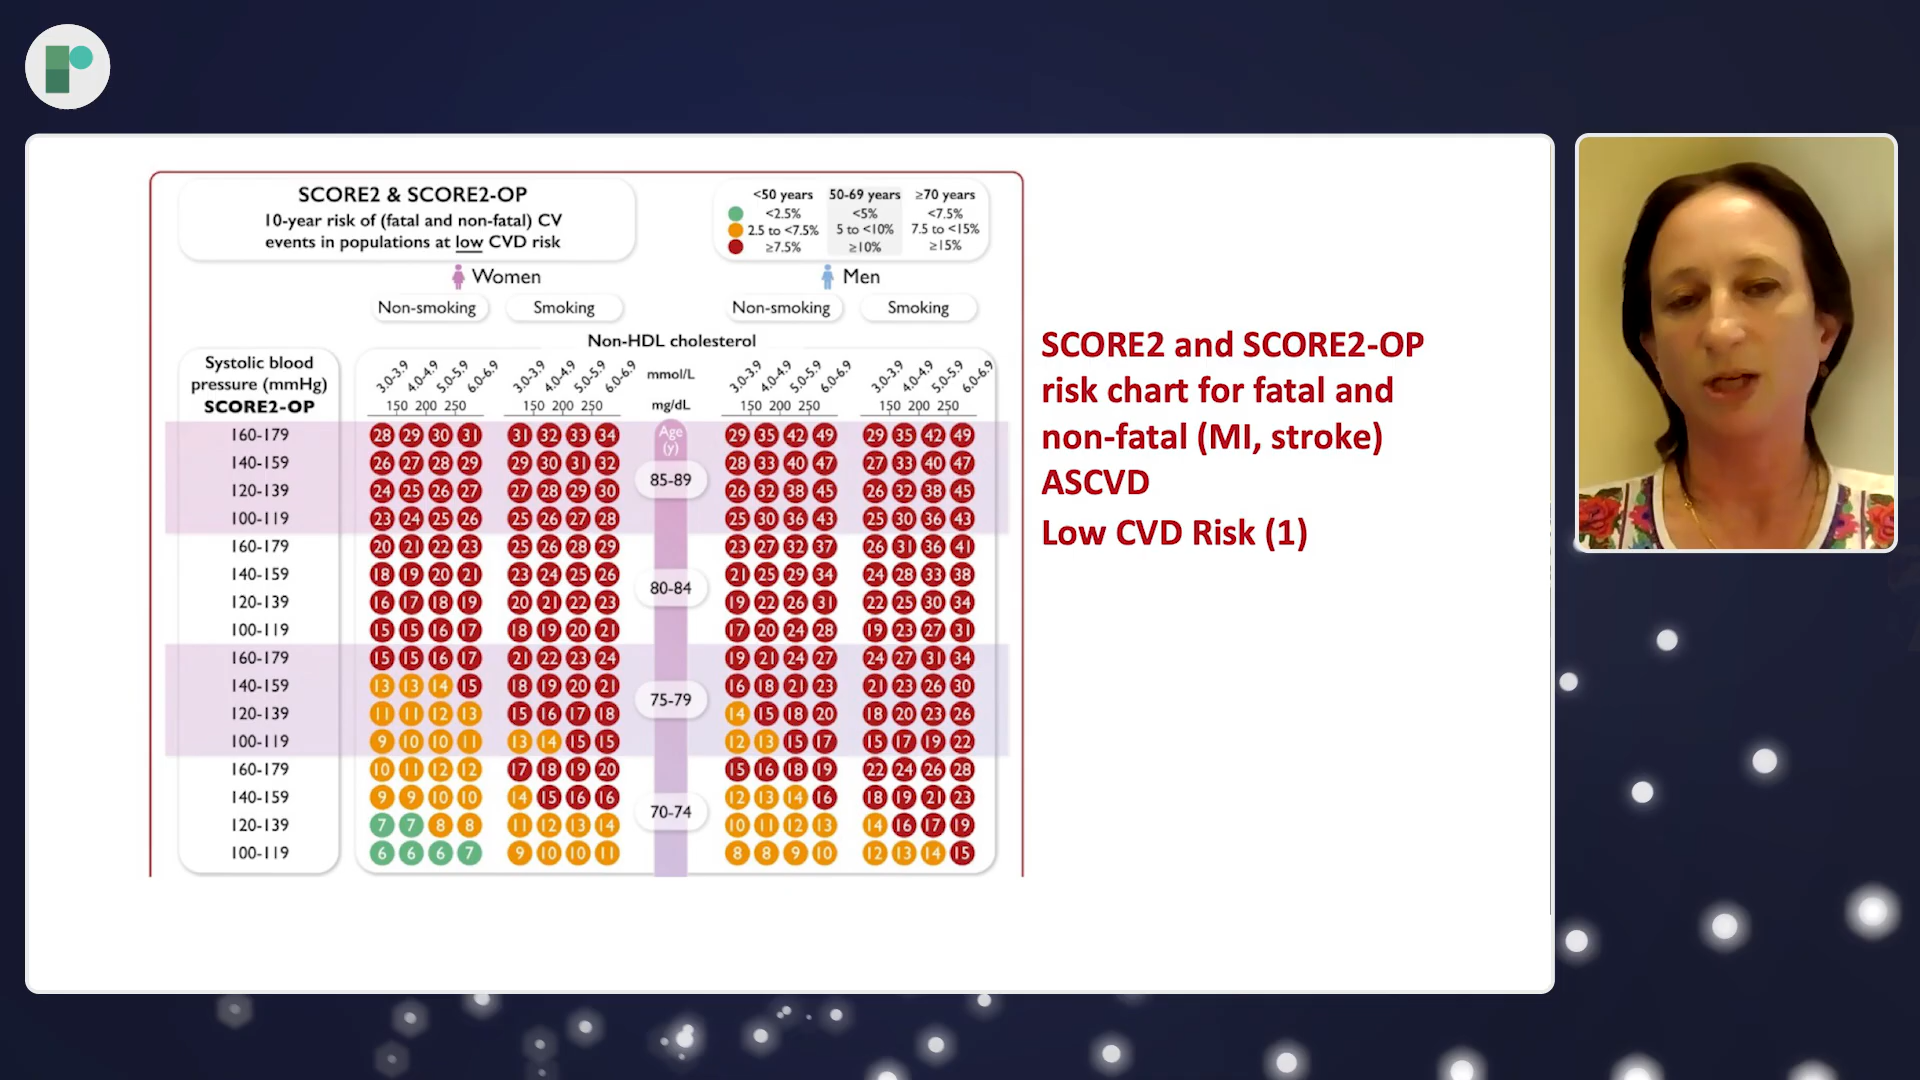 SCORE2 & SCORE2-OP
10-year risk of (fatal and non-fatal) CV
events in populations at low CVD risk
<50 years 50-69 years ≥70 years
<2.5% <5% <7.5%
2.5 to <7.5% 5 to <10% 7.5 to <15%
≥7.5% ≥10% ≥15%
Women Men
Non-smoking Smoking Non-smoking Smoking
Non-HDL cholesterol
Systolic blood
pressure (mmHg)
SCORE2-OP
3.0-3.9 4.0-4.9 5.0-5.9 6.0-6.9 3.0-3.9 4.0-4.9 5.0-5.9 6.0-6.9 mmol/L 3.0-3.9 4.0-4.9 5.0-5.9 6.0-6.9 3.0-3.9 4.0-4.9 5.0-5.9 6.0-6.9
150 200 250 150 200 250 mg/dL 150 200 250 150 200 250
Age
(y)
160-179 28 29 30 31 31 32 33 34 29 35 42 49 29 35 42 49
140-159 26 27 28 29 29 30 31 32 28 33 40 47 27 33 40 47
85-89
120-139 24 25 26 27 27 28 29 30 26 32 38 45 26 32 38 45
100-119 23 24 25 26 25 26 27 28 25 30 36 43 25 30 36 43
160-179 20 21 22 23 25 26 28 29 23 27 32 37 26 31 36 41
140-159 18 19 20 21 23 24 25 26 21 25 29 34 24 28 33 38
80-84
120-139 16 17 18 19 20 21 22 23 19 22 26 31 22 25 30 34
100-119 15 15 16 17 18 19 20 21 17 20 24 28 19 23 27 31
160-179 15 15 16 17 21 22 23 24 19 21 24 27 24 27 31 34
140-159 13 13 14 15 18 19 20 21 16 18 21 23 21 23 26 30
75-79
120-139 11 11 12 13 15 16 17 18 14 15 18 20 18 20 23 26
100-119 9 10 10 11 13 14 15 15 12 13 15 17 15 17 19 22
160-179 10 11 12 12 17 18 19 20 15 16 18 19 22 24 26 28
140-159 9 9 10 10 14 15 16 16 12 13 14 16 18 19 21 23
70-74
120-139 7 7 8 8 11 12 13 14 10 11 12 13 14 16 17 19
100-119 6 6 6 7 9 10 10 11 8 8 9 10 12 13 14 15
SCORE2 and SCORE2-OP
risk chart for fatal and
non-fatal (MI, stroke)
ASCVD
Low CVD Risk (1)